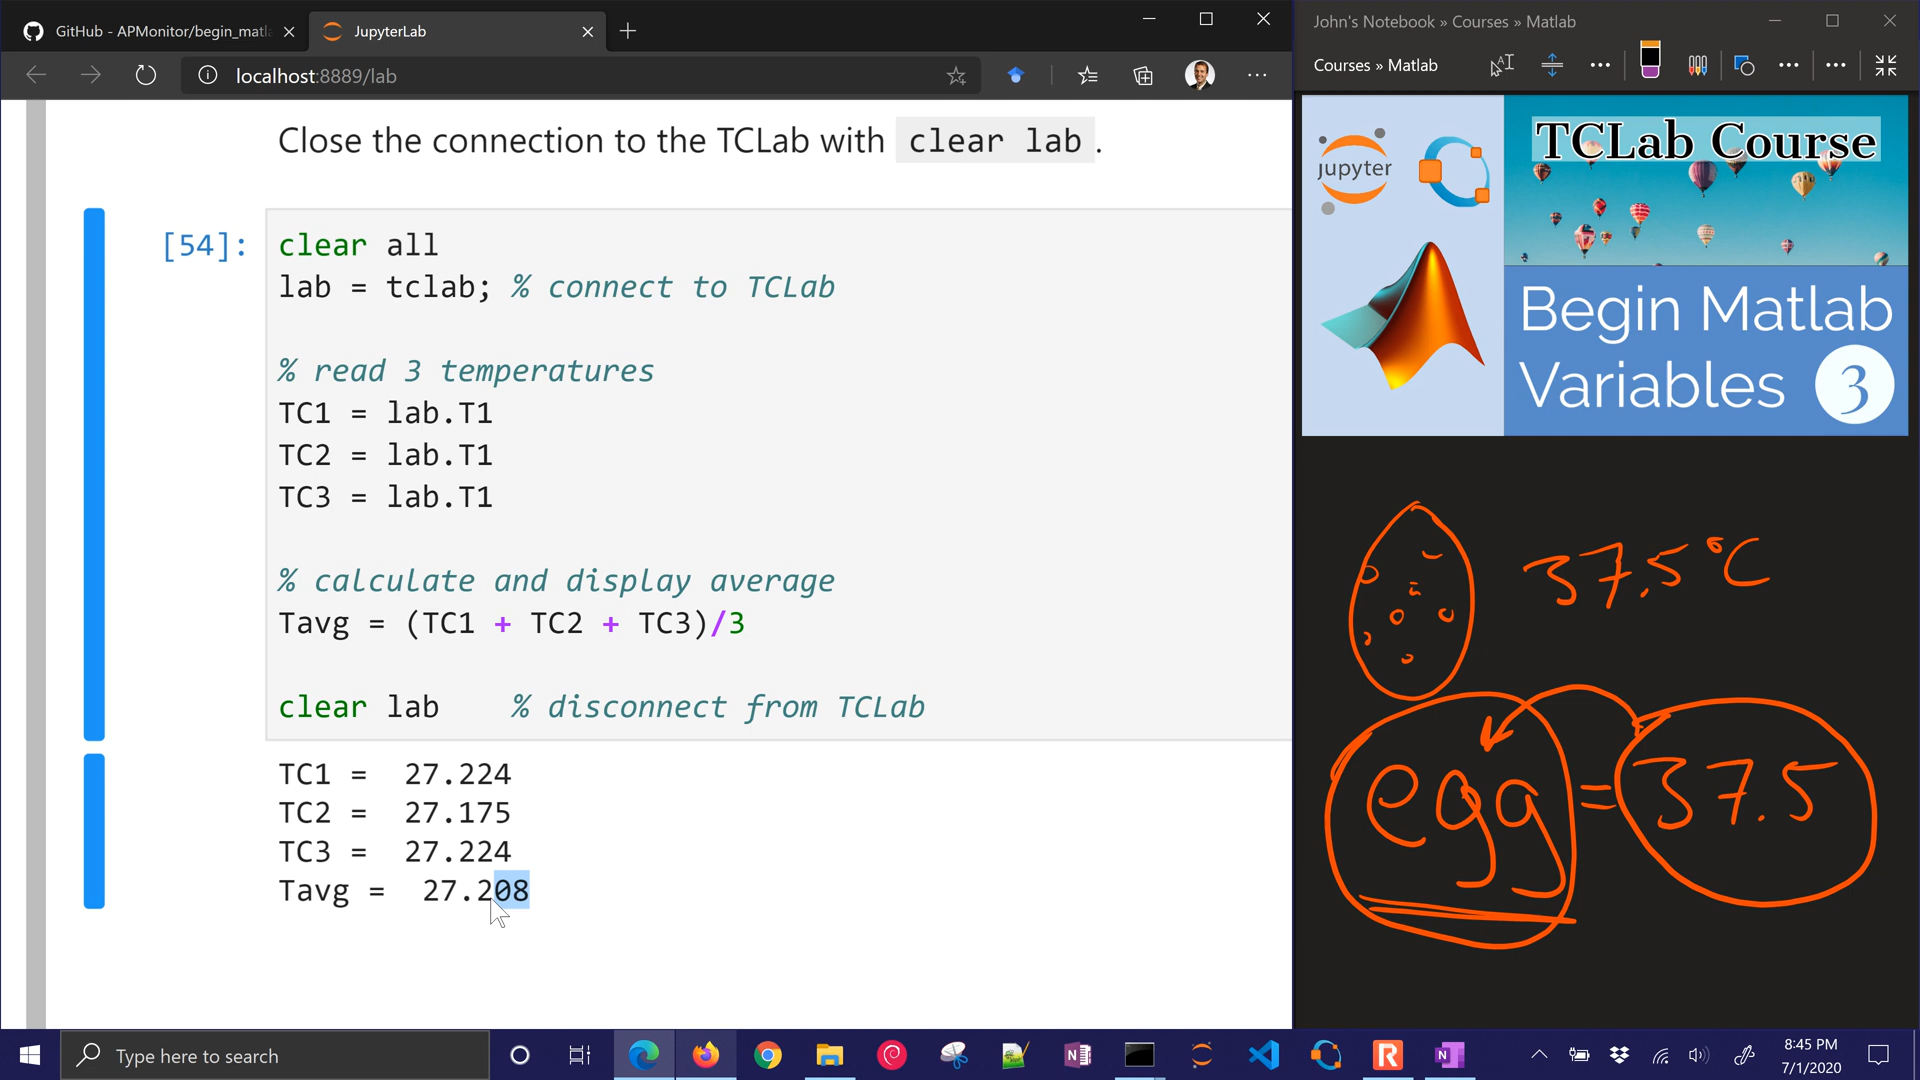 GitHub - APMonitor/begin_matl
JupyterLab
localhost:8889/lab
Close the connection to the TCLab with clear lab .
[54]:
clear all
lab = tclab; % connect to TCLab
% read 3 temperatures
TC1 = lab.T1
TC2 = lab.T1
TC3 = lab.T1
% calculate and display average
Tavg = (TC1 + TC2 + TC3)/3
clear lab % disconnect from TCLab
TC1 = 27.224
TC2 = 27.175
TC3 = 27.224
Tavg = 27.208
John's Notebook » Courses » Matlab
Courses » Matlab
jupyter
TCLab Course
Begin Matlab
Variables 3
37.5°C
egg = 37.5
Type here to search
8:45 PM
7/1/2020